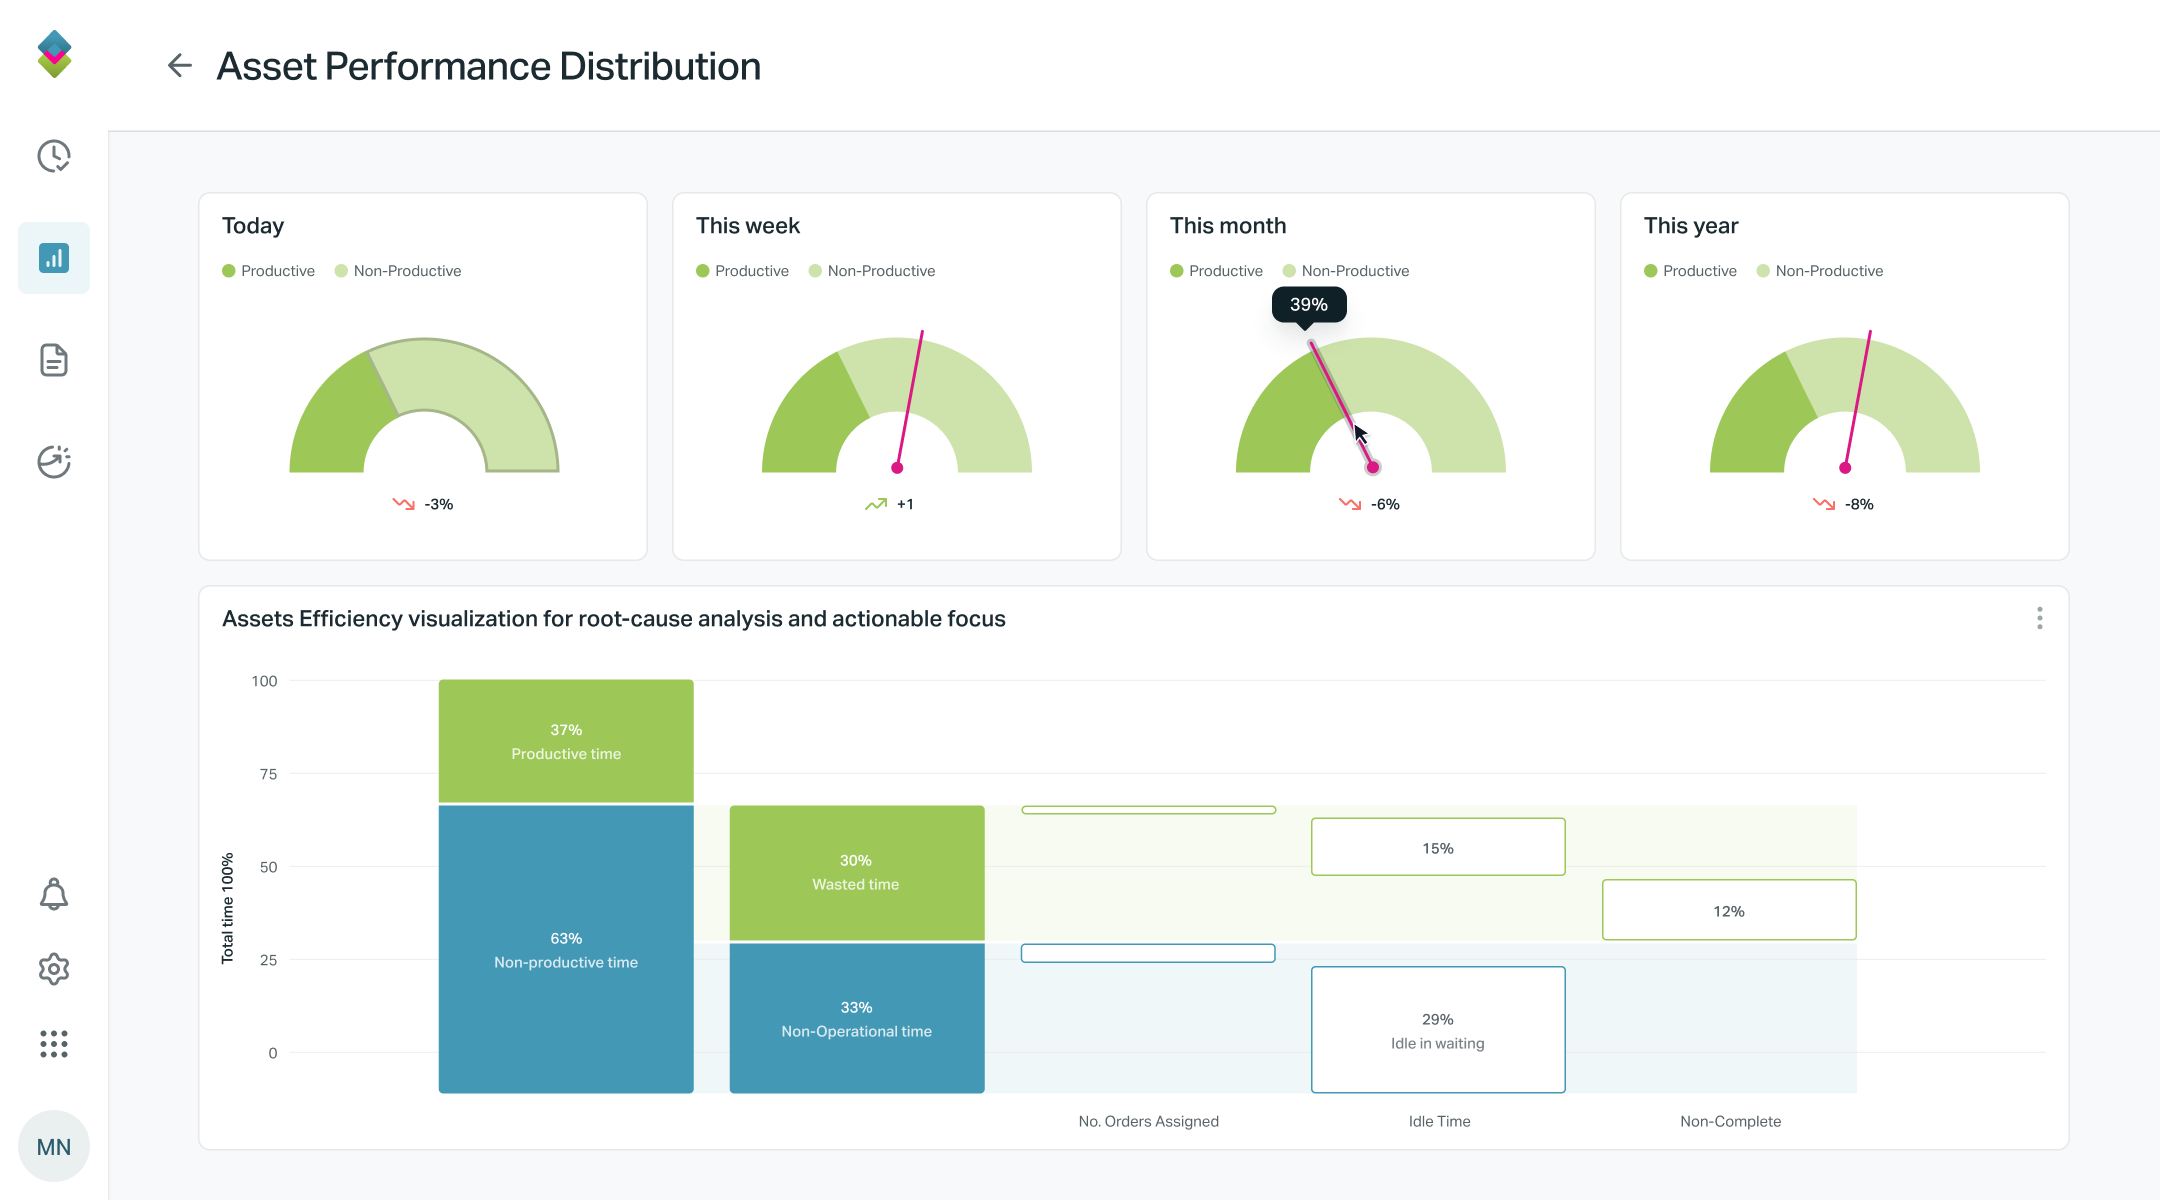 Asset Performance Distribution
Today
Productive
Non-Productive
-3%
This week
Productive
Non-Productive
+1
This month
Productive
Non-Productive
39%
-6%
This year
Productive
Non-Productive
-8%
Assets Efficiency visualization for root-cause analysis and actionable focus
Total time 100%
100
75
50
25
0
37%
Productive time
63%
Non-productive time
30%
Wasted time
33%
Non-Operational time
15%
29%
Idle in waiting
12%
No. Orders Assigned
Idle Time
Non-Complete
MN